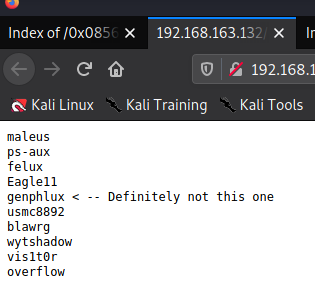 Index of /0x0856
192.168.163.132/
In
192.168.1
Kali Linux
Kali Training
Kali Tools
maleus
ps-aux
felux
Eagle11
genphlux < -- Definitely not this one
usmc8892
blawrg
wytshadow
vis1t0r
overflow